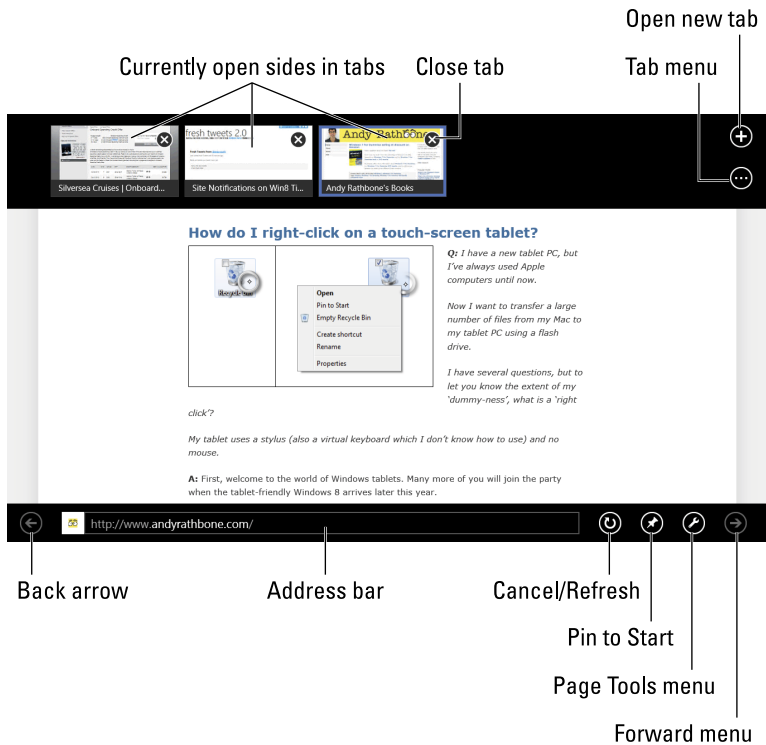 Open new tab
Currently open sides in tabs
Close tab
Tab menu
fresh tweets 2.0
Andy Rathbone
Silversea Cruises | Onboard...
Site Notifications on Win8 Ti...
Andy Rathbone's Books
How do I right-click on a touch-screen tablet?
Open
Pin to Start
Empty Recycle Bin
Create shortcut
Rename
Properties
Q: I have a new tablet PC, but
I've always used Apple
computers until now.
Now I want to transfer a large
number of files from my Mac to
my tablet PC using a flash
drive.
I have several questions, but to
let you know the extent of my
'dummy-ness', what is a 'right
click'?
My tablet uses a stylus (also a virtual keyboard which I don't know how to use) and no
mouse.
A: First, welcome to the world of Windows tablets. Many more of you will join the party
when the tablet-friendly Windows 8 arrives later this year.
http://www.andyrathbone.com/
Back arrow
Address bar
Cancel/Refresh
Pin to Start
Page Tools menu
Forward menu